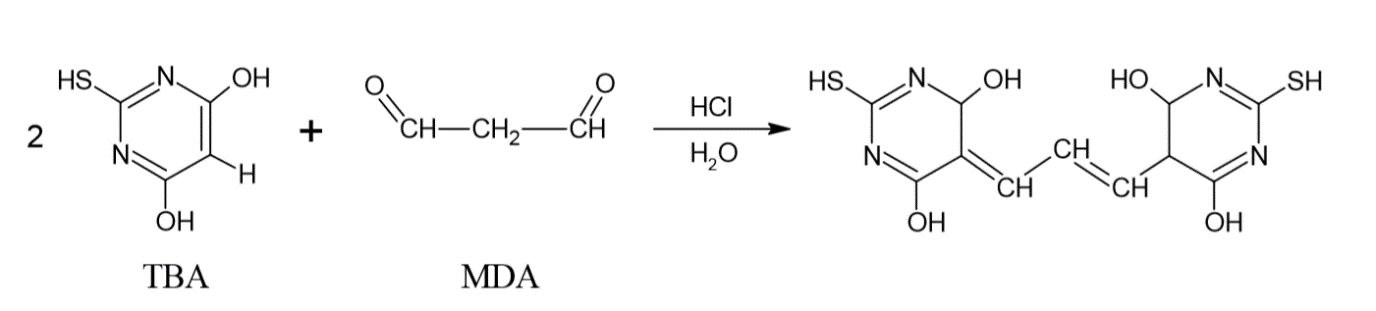 HS N OH
2 N H
OH
TBA
+
O O
CH—CH₂—CH
MDA
HCl
H₂O
HS N OH HO N SH
N CH CH CH N
OH OH